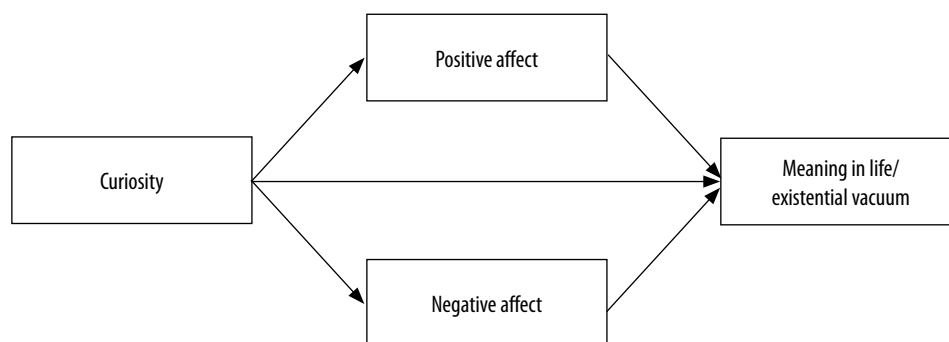 Positive affect
Curiosity
Meaning in life/
existential vacuum
Negative affect